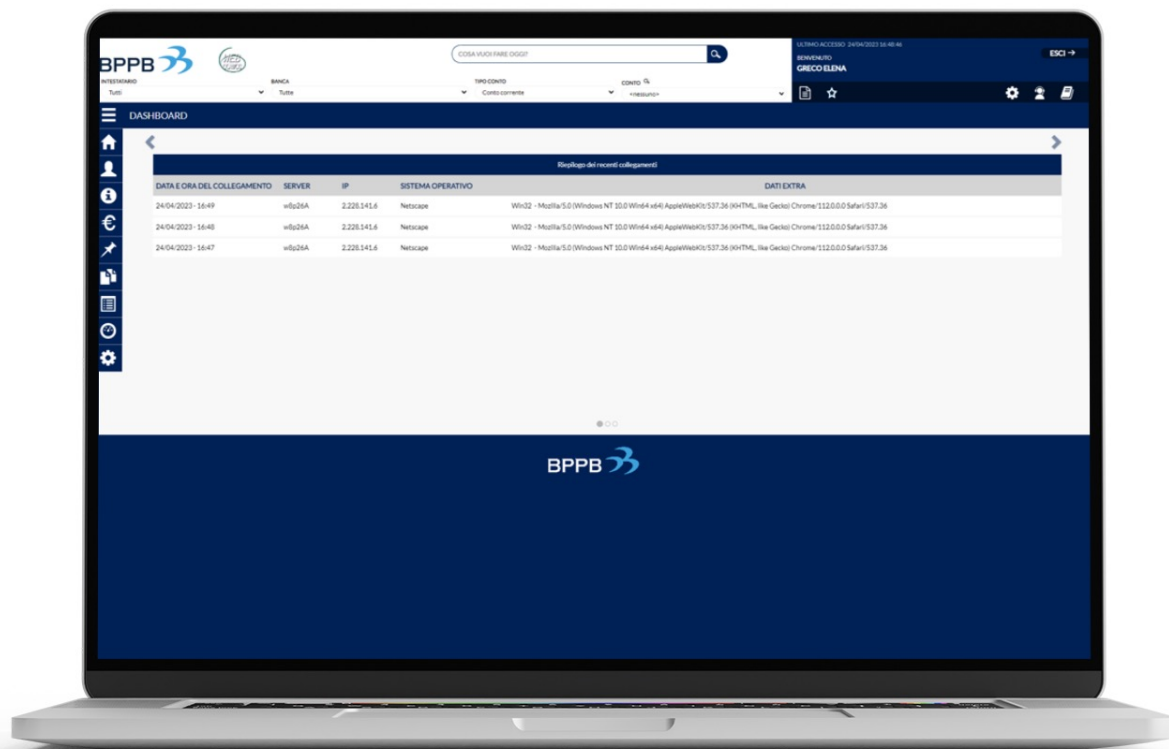 BPPB
COSA VUOI FARE OGGI?
ULTIMO ACCESSO 24/04/2023 16:48:46
BENVENUTO
GRECO ELENA
ESCI →
INTESTATARIO
BANCA
TIPO CONTO
CONTO
Tutti
Tutte
Conto corrente
<nessuno>
DASHBOARD
Riepilogo dei recenti collegamenti
DATA E ORA DEL COLLEGAMENTO SERVER IP SISTEMA OPERATIVO DATI EXTRA
24/04/2023 - 16:49 w8p26A 2.228.141.6 Netscape Win32 - Mozilla/5.0 (Windows NT 10.0 Win64 x64) AppleWebKit/537.36 (KHTML, like Gecko) Chrome/112.0.0.0 Safari/537.36
24/04/2023 - 16:48 w8p26A 2.228.141.6 Netscape Win32 - Mozilla/5.0 (Windows NT 10.0 Win64 x64) AppleWebKit/537.36 (KHTML, like Gecko) Chrome/112.0.0.0 Safari/537.36
24/04/2023 - 16:47 w8p26A 2.228.141.6 Netscape Win32 - Mozilla/5.0 (Windows NT 10.0 Win64 x64) AppleWebKit/537.36 (KHTML, like Gecko) Chrome/112.0.0.0 Safari/537.36
BPPB